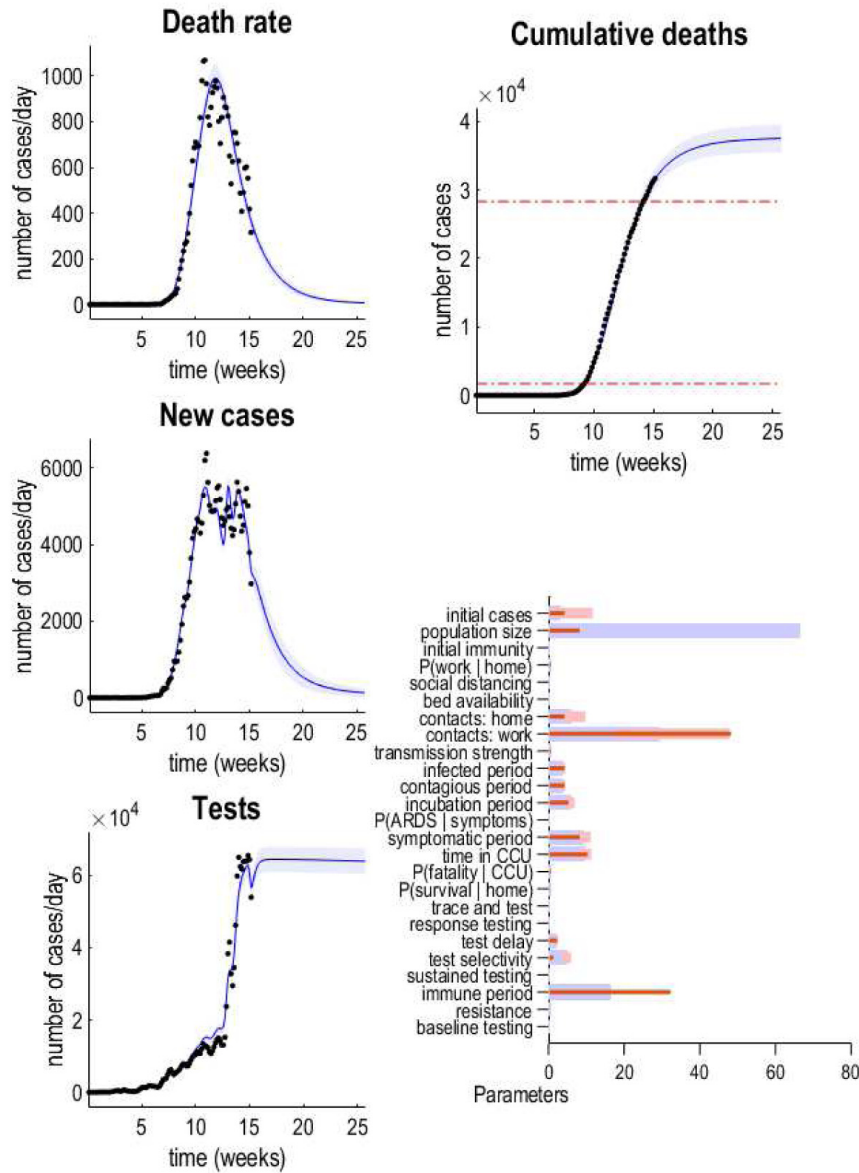 Death rate
number of cases/day
1000
800
600
400
200
0
5 10 15 20 25
time (weeks)
Cumulative deaths
× 10⁴
number of cases
4
3
2
1
0
5 10 15 20 25
time (weeks)
New cases
number of cases/day
6000
4000
2000
0
5 10 15 20 25
time (weeks)
Tests
× 10⁴
number of cases/day
6
4
2
0
5 10 15 20 25
time (weeks)
initial cases
population size
initial immunity
P(work | home)
social distancing
bed availability
contacts: home
contacts: work
transmission strength
infected period
contagious period
incubation period
P(ARDS | symptoms)
symptomatic period
time in CCU
P(fatality | CCU)
P(survival | home)
trace and test
response testing
test delay
test selectivity
sustained testing
immune period
resistance
baseline testing
0 20 40 60 80
Parameters